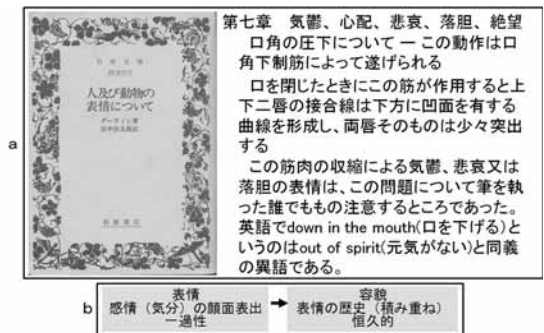 a
人及び動物の
表情について
ダーウィン著
岩波書店
第七章 気鬱、心配、悲哀、落胆、絶望
口角の圧下について ー この動作は口
角下制筋によって遂げられる
口を閉じたときにこの筋が作用すると上
下二唇の接合線は下方に凹面を有する
曲線を形成し、両唇そのものは少々突出
する
この筋肉の収縮による気鬱、悲哀又は
落胆の表情は、この問題について筆を執
った誰でももの注意するところであった。
英語でdown in the mouth(口を下げる)と
いうのはout of spirit(元気がない)と同義
の異語である。
b
表情
感情（気分）の顔面表出
一過性
容貌
表情の歴史（積み重ね）
恒久的